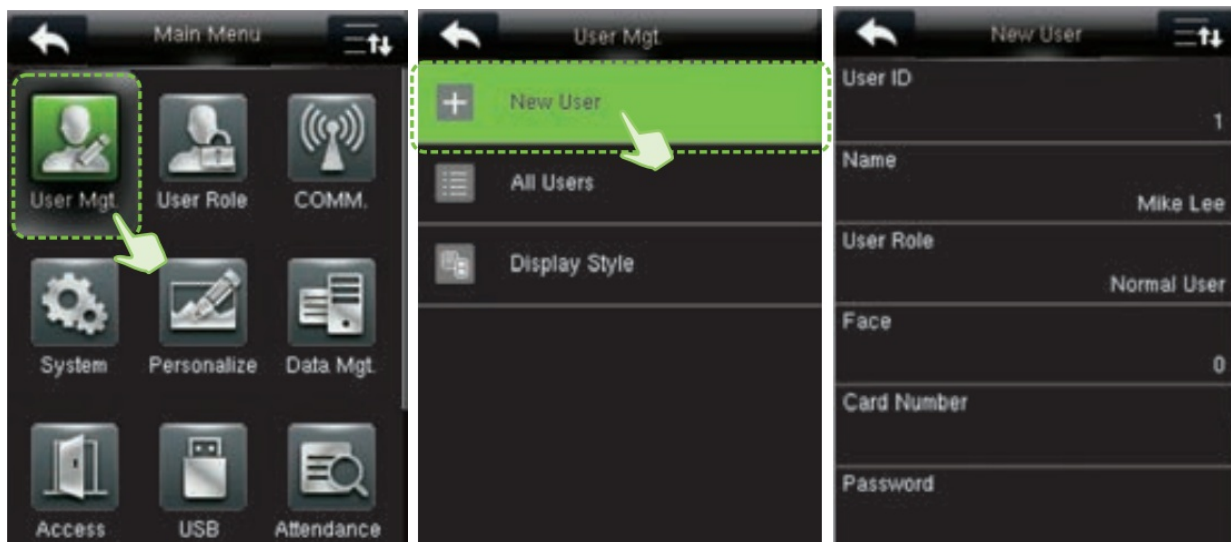 Main Menu
User Mgt.
User Role
COMM.
System
Personalize
Data Mgt.
Access
USB
Attendance
User Mgt.
New User
All Users
Display Style
New User
User ID
1
Name
Mike Lee
User Role
Normal User
Face
0
Card Number
Password